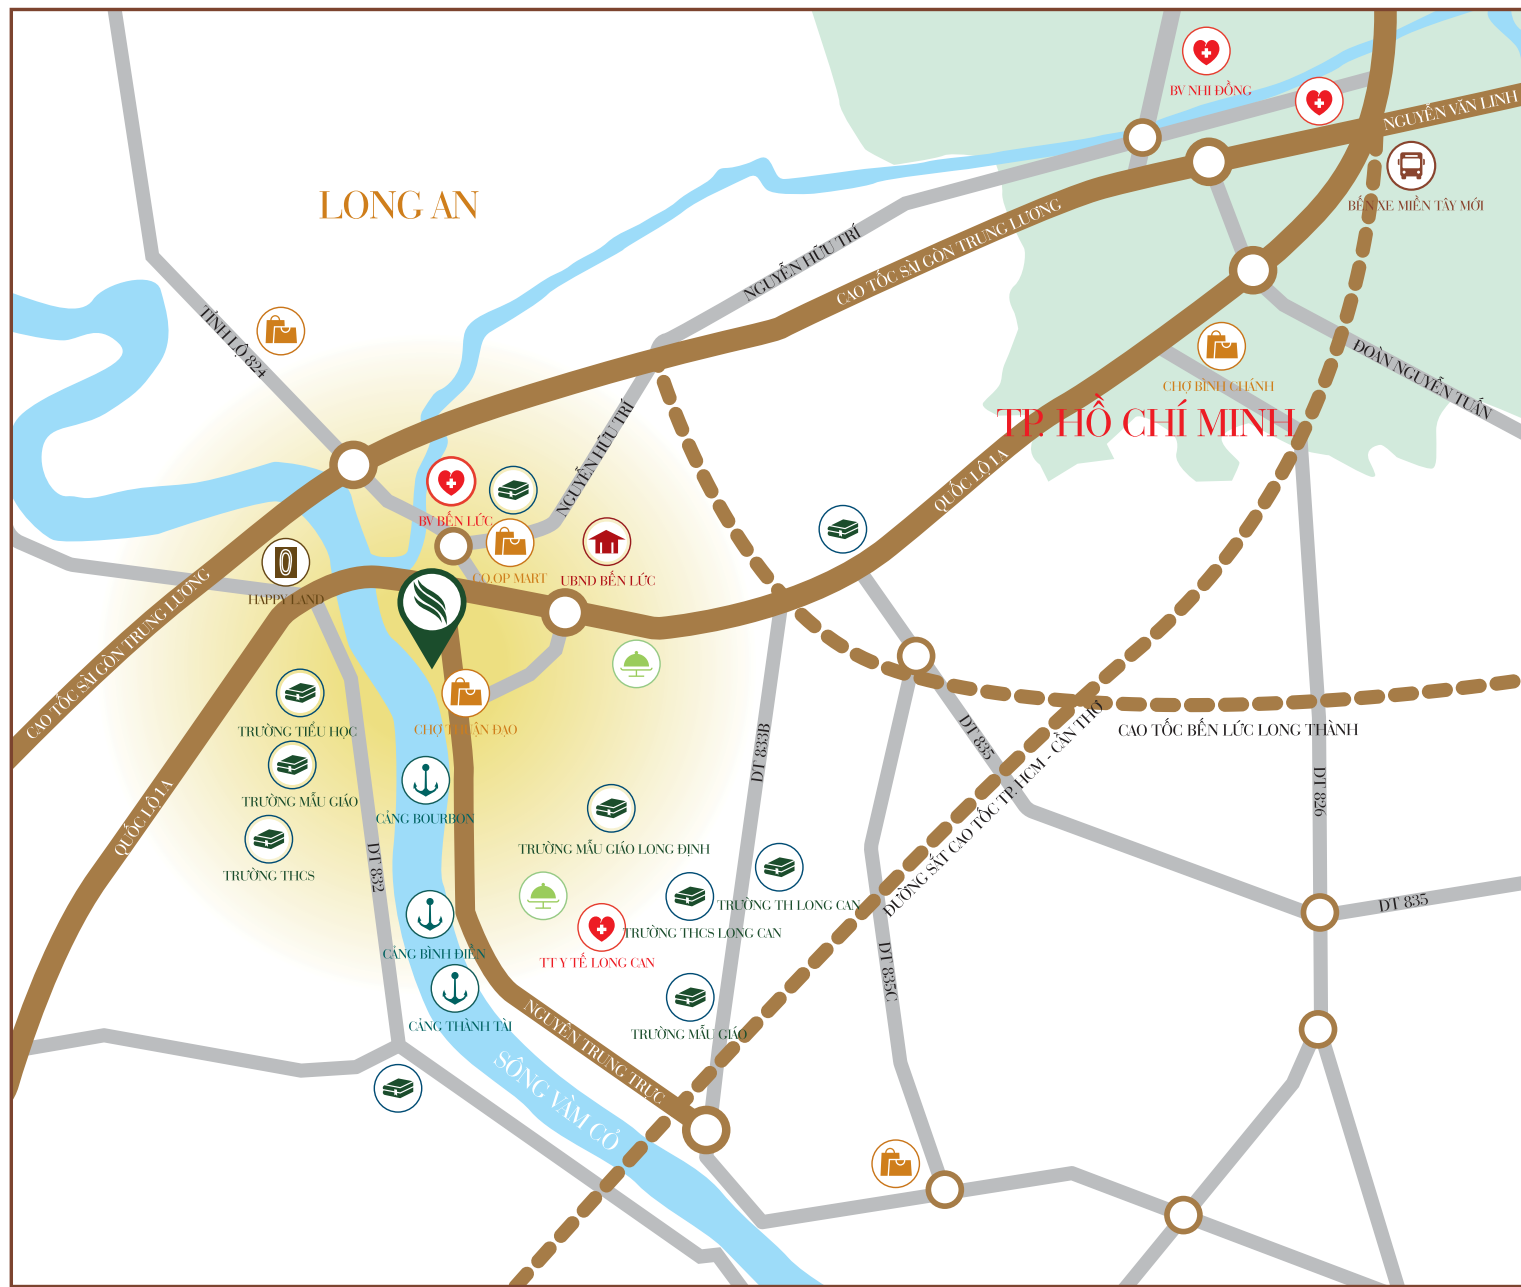 BV NHI ĐỒNG
NGUYỄN VĂN LINH
BẾN XE MIỀN TÂY MỚI
LONG AN
NGUYỄN HỮU TRÍ
CAO TỐC SÀI GÒN TRUNG LƯƠNG
TỈNH LỘ 824
ĐOÀN NGUYỄN TUẤN
CHỢ BÌNH CHÁNH
TP. HỒ CHÍ MINH
NGUYỄN HỮU TRÍ
QUỐC LỘ 1A
BV BẾN LỨC
CO.OP MART
UBND BẾN LỨC
HAPPY LAND
CAO TỐC SÀI GÒN TRUNG LƯƠNG
TRƯỜNG TIỂU HỌC
CHỢ THUẬN ĐẠO
DT 833B
DT 835
CAO TỐC BẾN LỨC LONG THÀNH
ĐƯỜNG SẮT CAO TỐC TP. HCM - CẦN THƠ
DT 826
TRƯỜNG MẪU GIÁO
QUỐC LỘ 1A
CẢNG BOURBON
TRƯỜNG MẪU GIÁO LONG ĐỊNH
TRƯỜNG THCS
DT 832
TRƯỜNG TH LONG CAN
DT 835
TRƯỜNG THCS LONG CAN
CẢNG BÌNH ĐIỀN
TT Y TẾ LONG CAN
DT 835C
CẢNG THÀNH TÀI
TRƯỜNG MẪU GIÁO
NGUYỄN TRUNG TRỰC
SÔNG VÀM CỎ